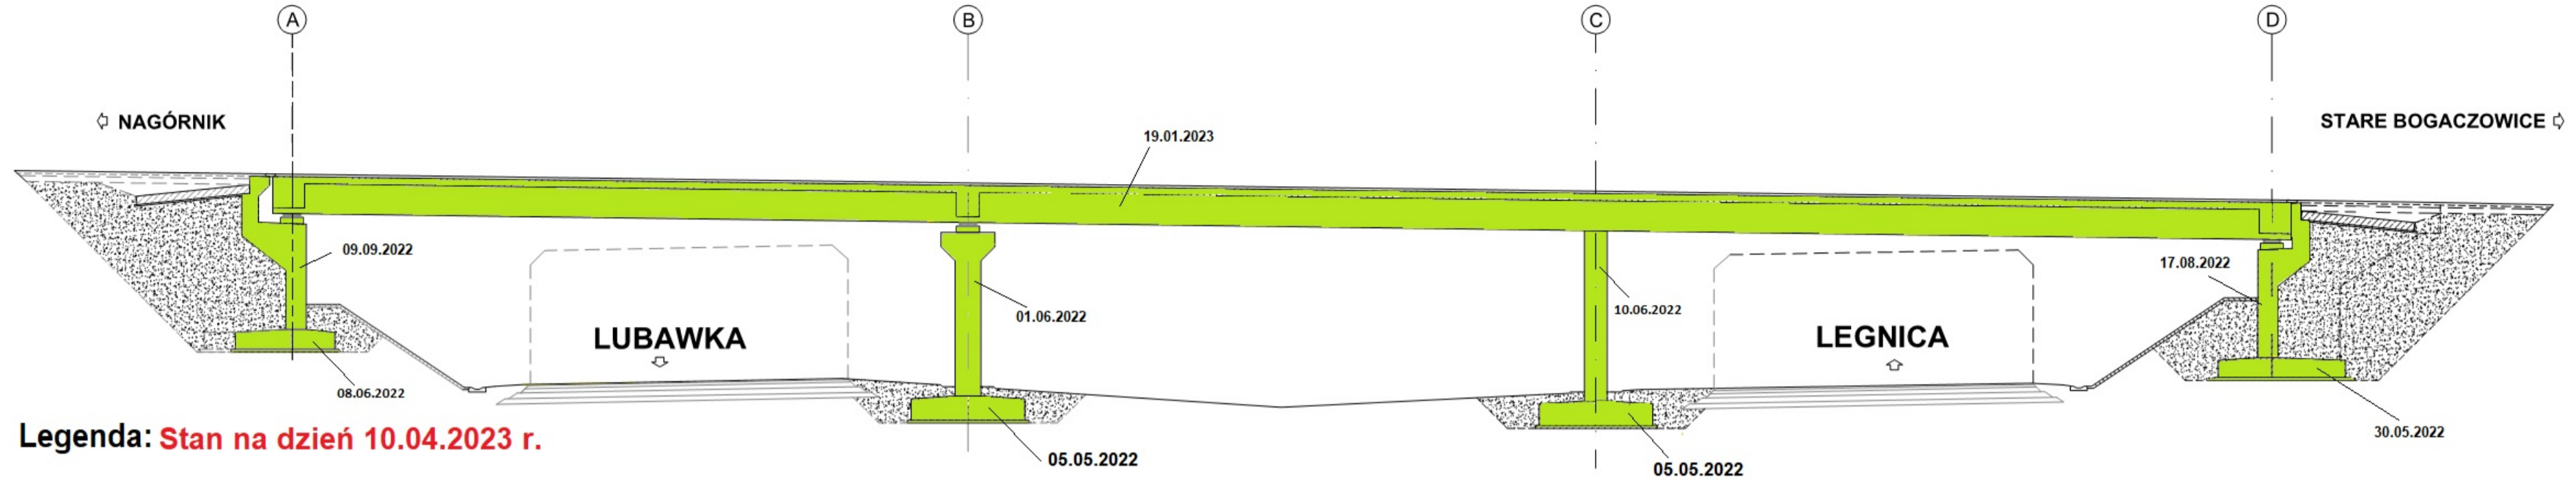 A B C D
NAGÓRNIK
STARE BOGACZOWICE
19.01.2023
09.09.2022
17.08.2022
01.06.2022
10.06.2022
LUBAWKA
LEGNICA
08.06.2022
30.05.2022
Legenda: Stan na dzień 10.04.2023 r.
05.05.2022
05.05.2022